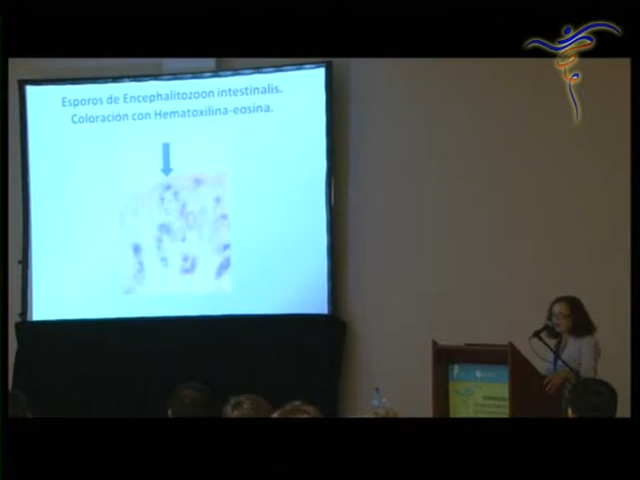 Esporos de Encephalitozoon intestinalis.
Coloración con Hematoxilina-eosina.